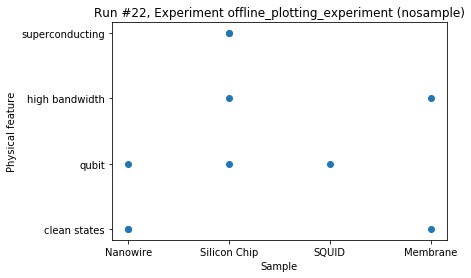 Run #22, Experiment offline_plotting_experiment (nosample)
superconducting
high bandwidth
qubit
clean states
Physical feature
Nanowire
Silicon Chip
SQUID
Membrane
Sample